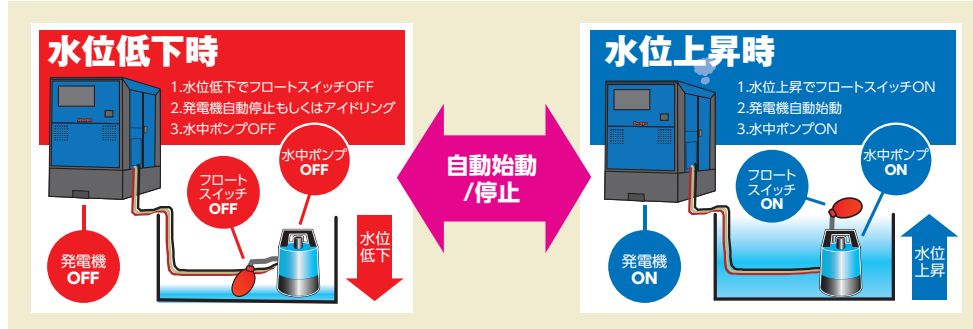 水位低下時
1.水位低下でフロートスイッチOFF
2.発電機自動停止もしくはアイドリング
3.水中ポンプOFF
水中ポンプ
OFF
フロート
スイッチ
OFF
発電機
OFF
水位
低下
自動始動
/停止
水位上昇時
1.水位上昇でフロートスイッチON
2.発電機自動始動
3.水中ポンプON
水中ポンプ
ON
フロート
スイッチ
ON
発電機
ON
水位
上昇